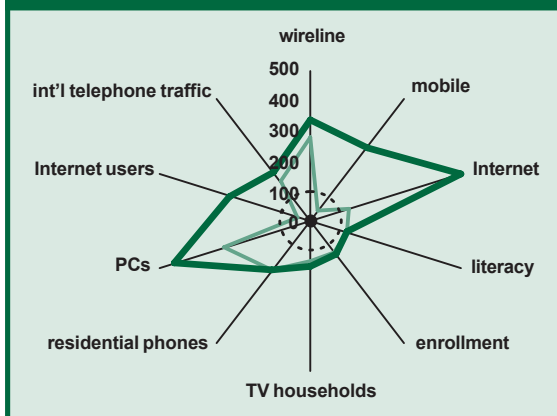 wireline
500
400
300
200
100
0
int'l telephone traffic
mobile
Internet users
Internet
PCs
literacy
residential phones
enrollment
TV households